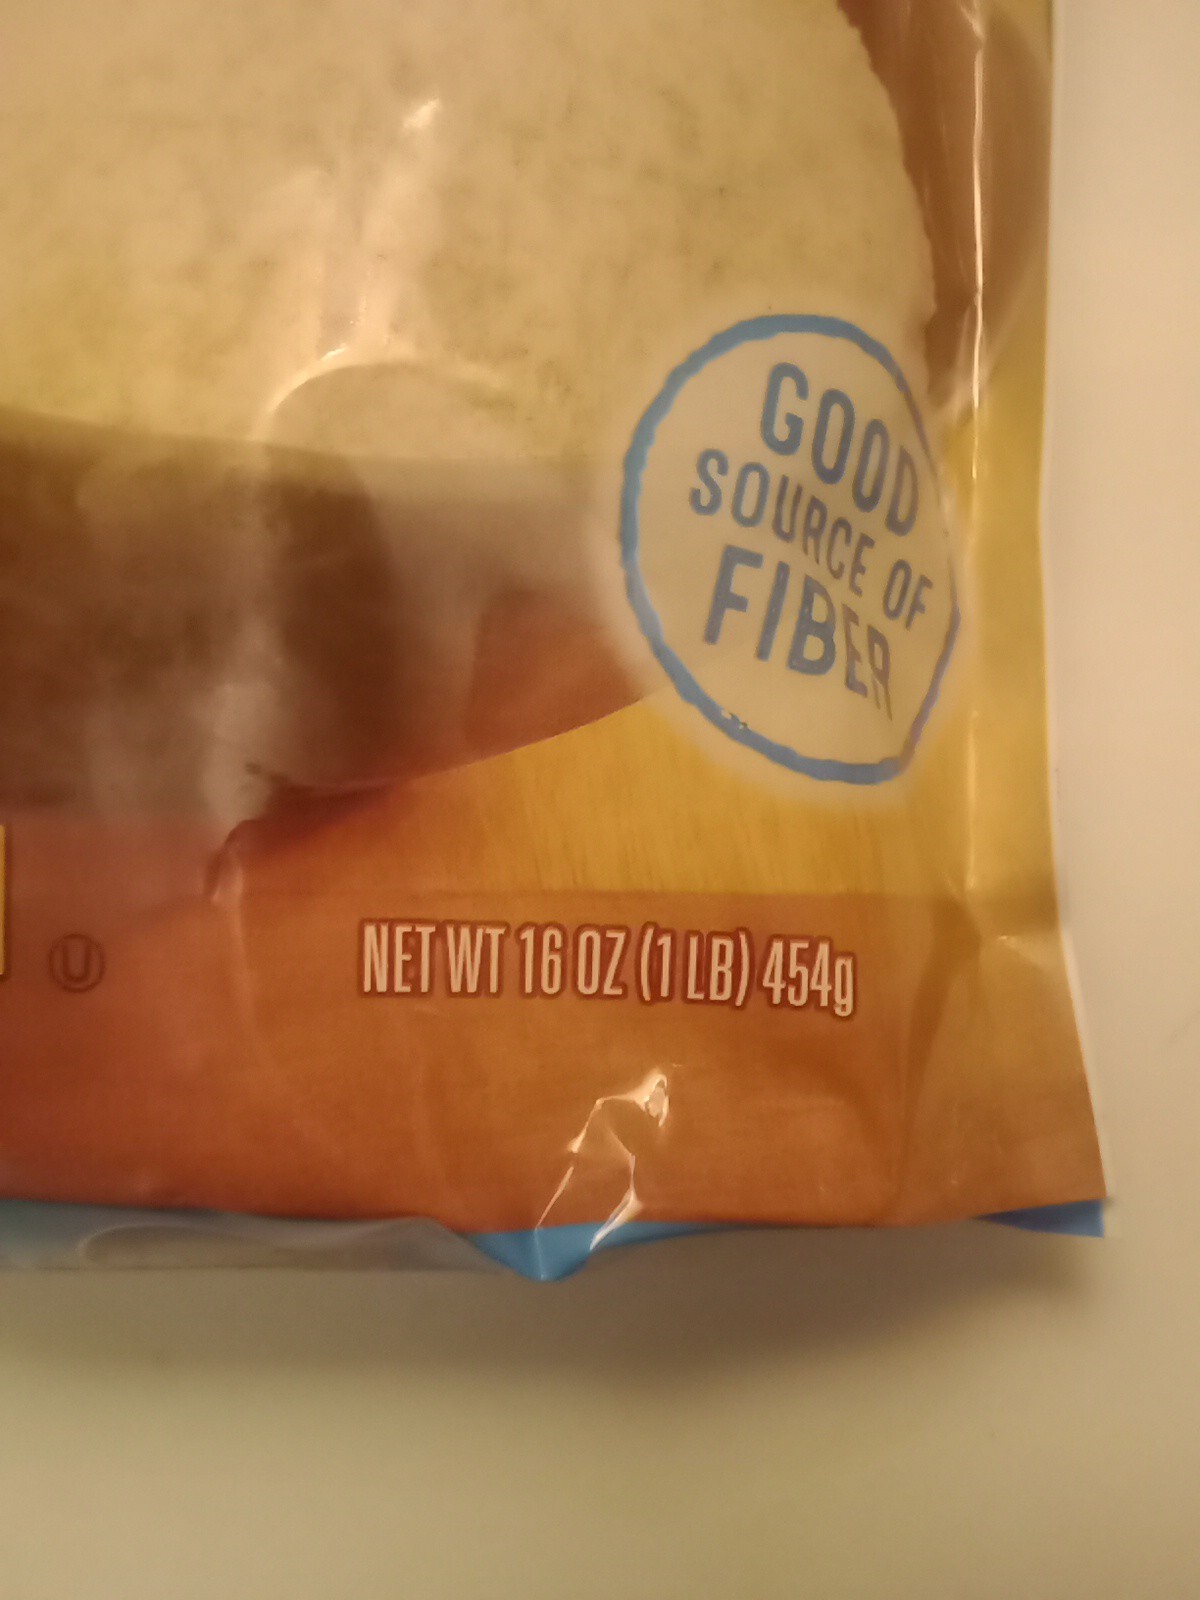 GOOD
SOURCE OF
FIBER
U
NET WT 16 OZ (1 LB) 454g